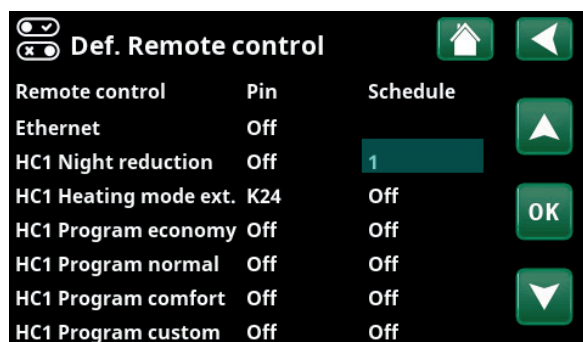 Def. Remote control
Remote control Pin Schedule
Ethernet Off
HC1 Night reduction Off 1
HC1 Heating mode ext. K24 Off
HC1 Program economy Off Off
HC1 Program normal Off Off
HC1 Program comfort Off Off
HC1 Program custom Off Off
OK